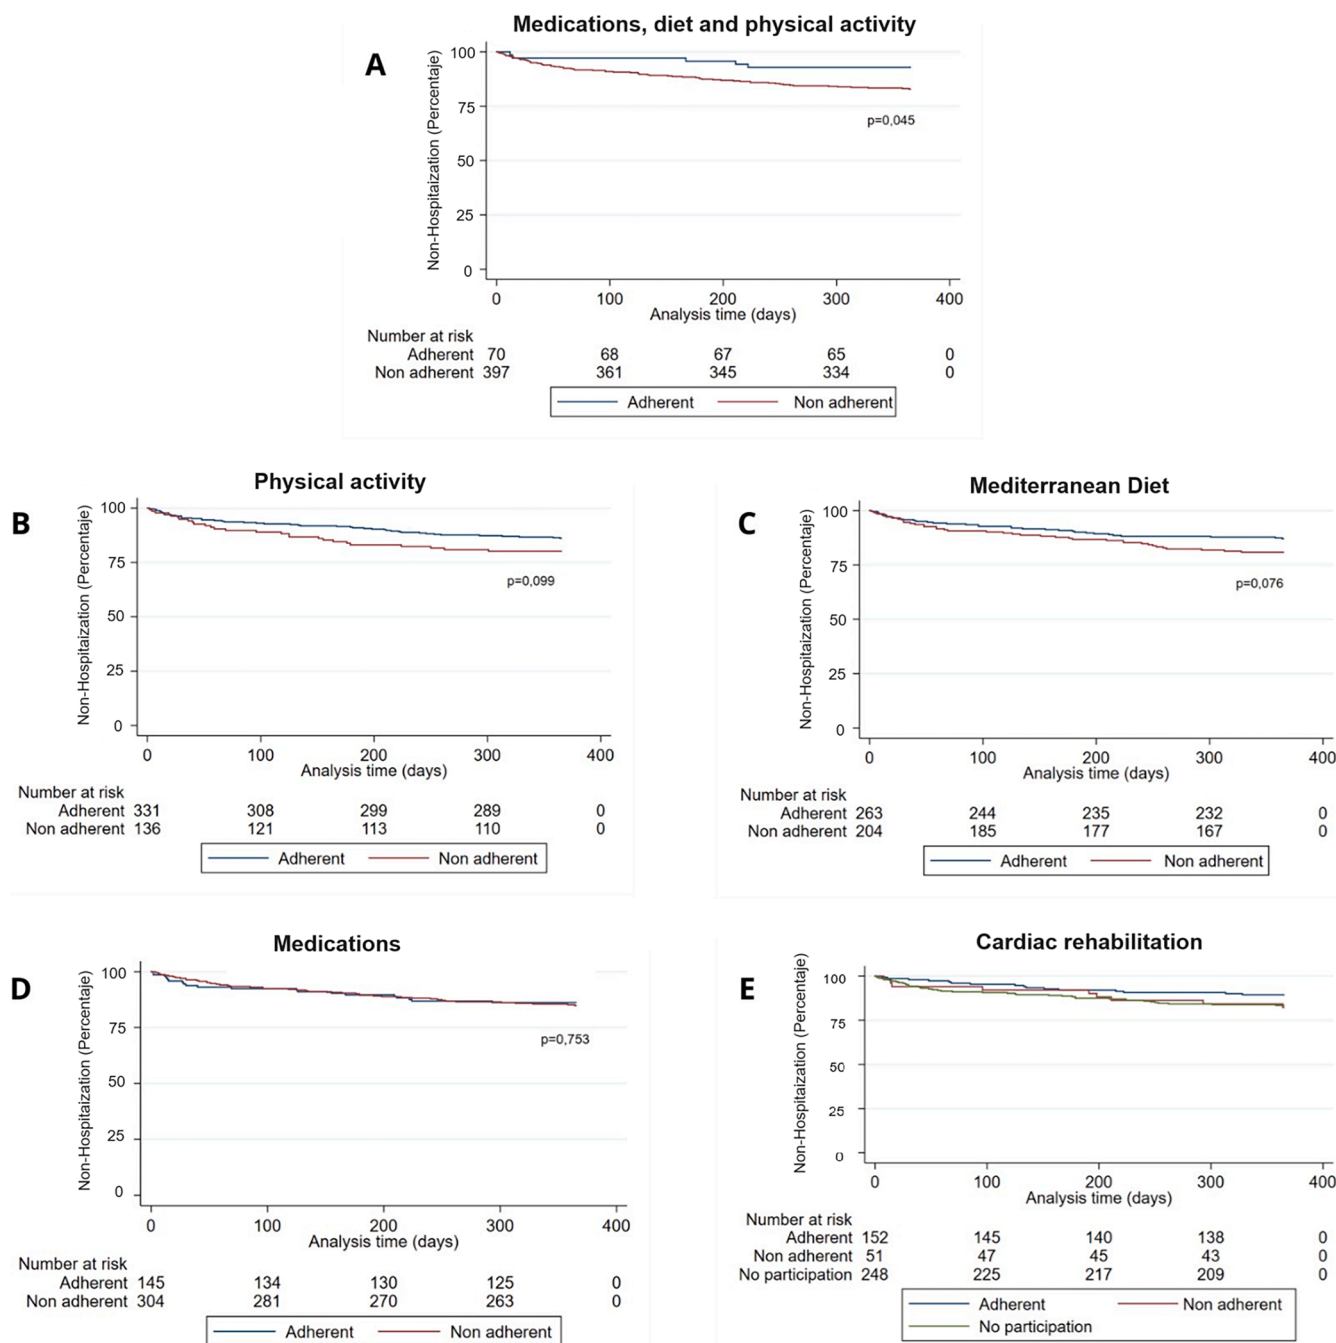 Medications, diet and physical activity
A
Non-Hospitaization (Percentaje)
100
75
50
25
0
p=0,045
0 100 200 300 400
Analysis time (days)
Number at risk
Adherent 70 68 67 65 0
Non adherent 397 361 345 334 0
Adherent Non adherent
Physical activity
B
Non-Hospitaization (Percentaje)
100
75
50
25
0
p=0,099
0 100 200 300 400
Analysis time (days)
Number at risk
Adherent 331 308 299 289 0
Non adherent 136 121 113 110 0
Adherent Non adherent
Mediterranean Diet
C
Non-Hospitaization (Percentaje)
100
75
50
25
0
p=0,076
0 100 200 300 400
Analysis time (days)
Number at risk
Adherent 263 244 235 232 0
Non adherent 204 185 177 167 0
Adherent Non adherent
Medications
D
Non-Hospitaization (Percentaje)
100
75
50
25
0
p=0,753
0 100 200 300 400
Analysis time (days)
Number at risk
Adherent 145 134 130 125 0
Non adherent 304 281 270 263 0
Adherent Non adherent
Cardiac rehabilitation
E
Non-Hospitaization (Percentaje)
100
75
50
25
0
0 100 200 300 400
Analysis time (days)
Number at risk
Adherent 152 145 140 138 0
Non adherent 51 47 45 43 0
No participation 248 225 217 209 0
Adherent Non adherent
No participation